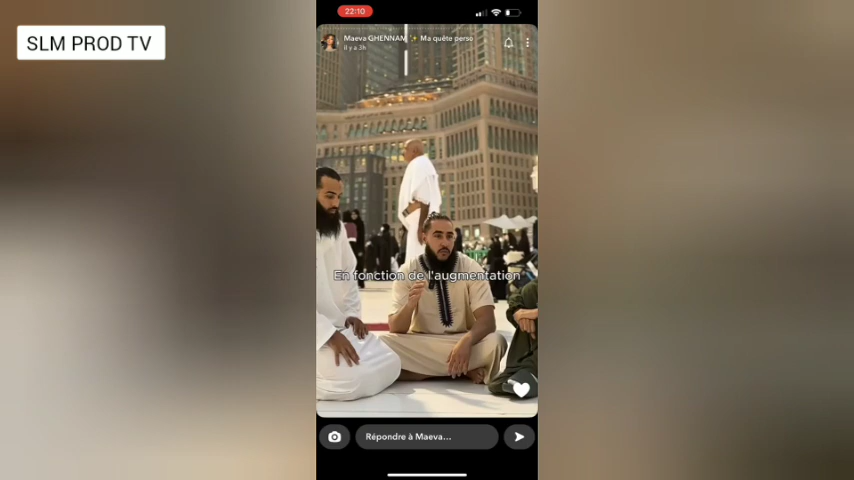 SLM PROD TV
22:10
Maeva GHENNAM ✨ Ma quête perso
il y a 3h
En fonction de l'augmentation
Répondre à Maeva...